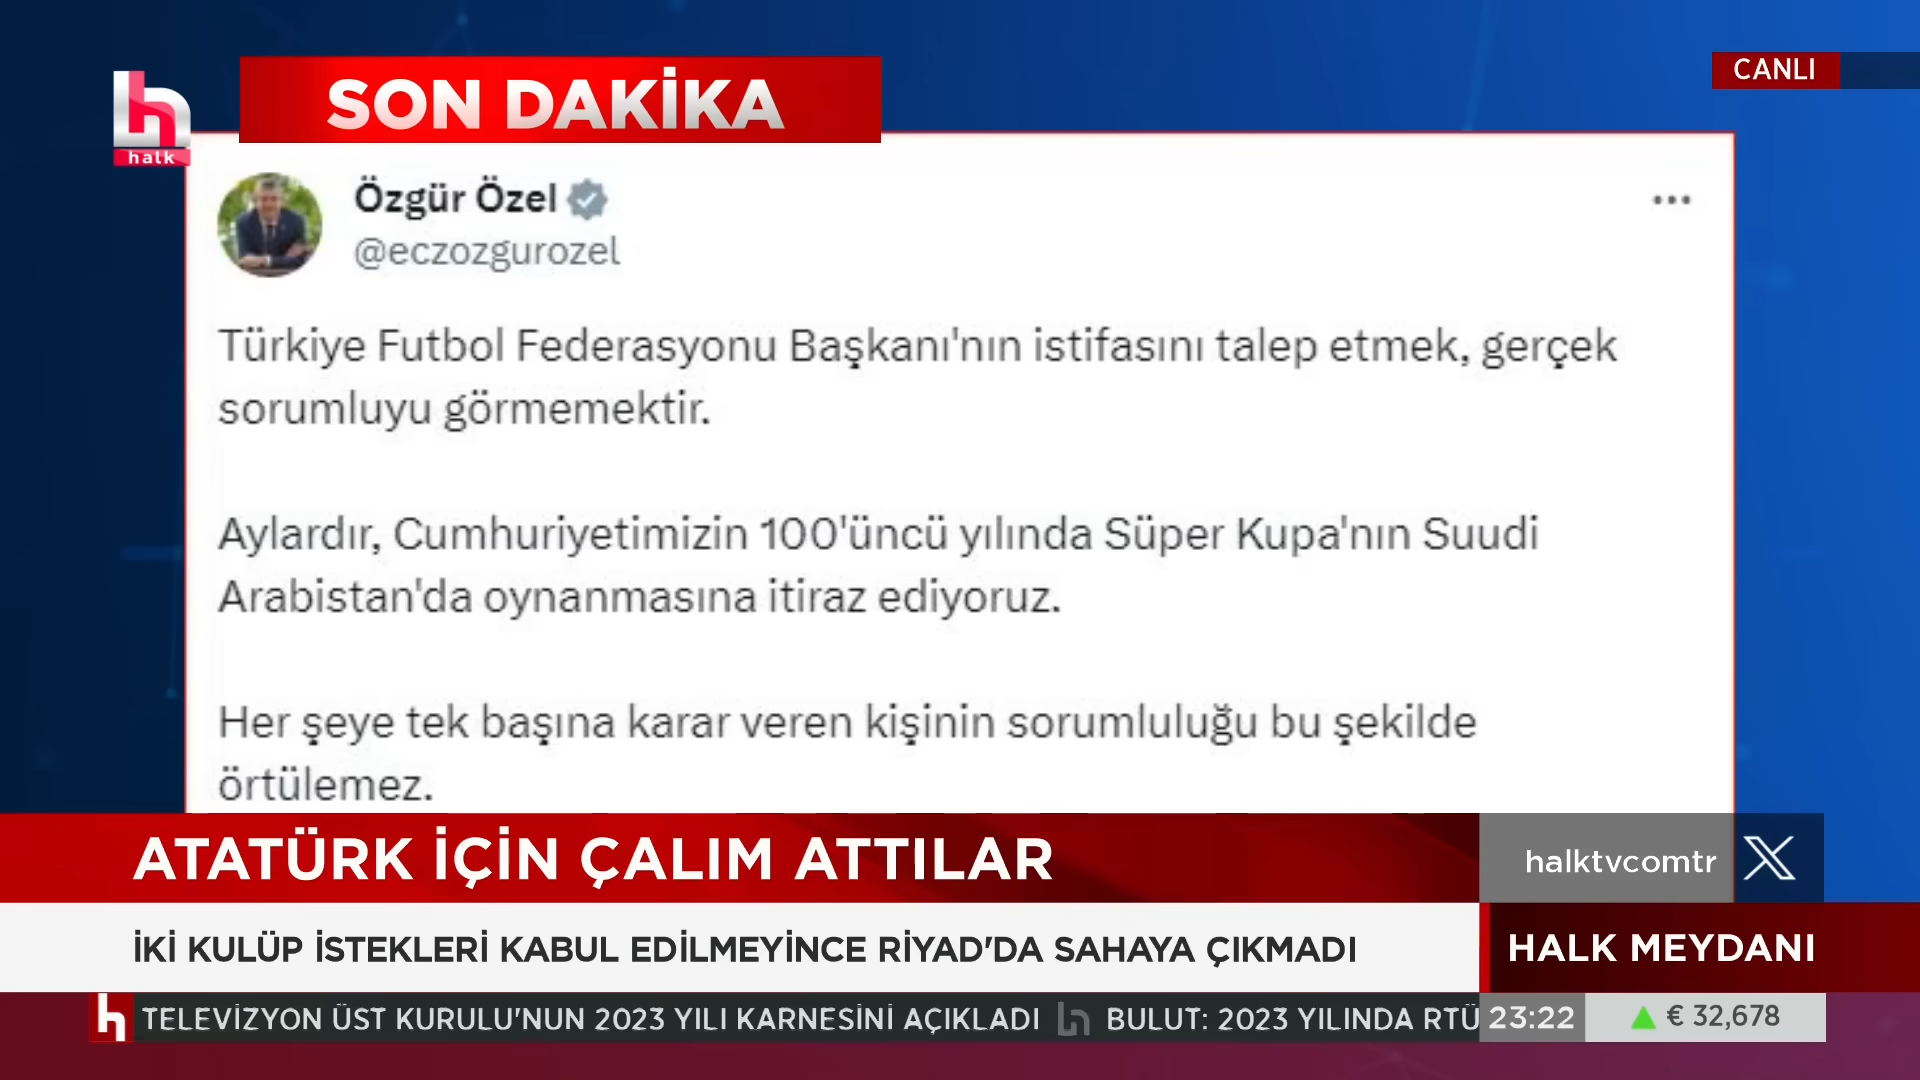 SON DAKİKA
CANLI
halk
Özgür Özel
@eczozgurozel
Türkiye Futbol Federasyonu Başkanı'nın istifasını talep etmek, gerçek
sorumluyu görmemektir.
Aylardır, Cumhuriyetimizin 100'üncü yılında Süper Kupa'nın Suudi
Arabistan'da oynanmasına itiraz ediyoruz.
Her şeye tek başına karar veren kişinin sorumluluğu bu şekilde
örtülemez.
ATATÜRK İÇİN ÇALIM ATTILAR
halktvcomtr
İKİ KULÜP İSTEKLERİ KABUL EDİLMEYİNCE RİYAD'DA SAHAYA ÇIKMADI
HALK MEYDANI
TELEVİZYON ÜST KURULU'NUN 2023 YILI KARNESİNİ AÇIKLADI BULUT: 2023 YILINDA RTÜ
23:22
€ 32,678